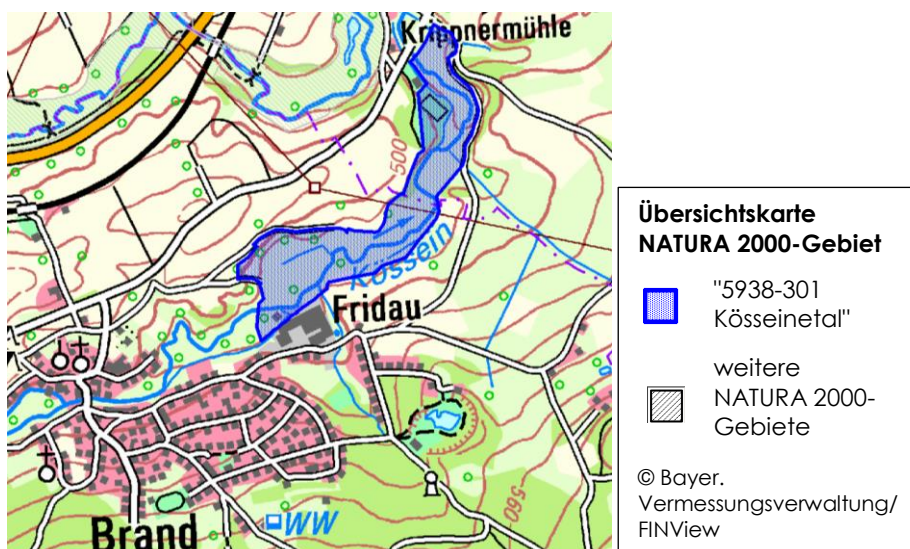 Krippnermühle
500
Kössein
Fridau
Brand
WW
560
Übersichtskarte
NATURA 2000-Gebiet
"5938-301
Kösseinetal"
weitere
NATURA 2000-
Gebiete
© Bayer.
Vermessungsverwaltung/
FINView